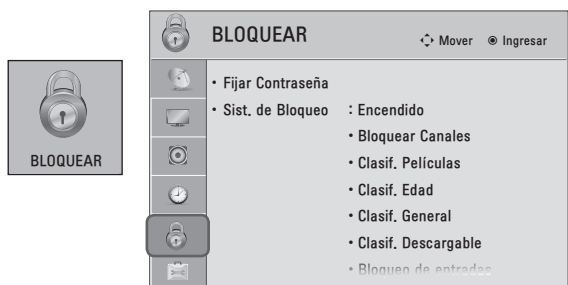 BLOQUEAR
BLOQUEAR
Mover Ingresar
• Fijar Contraseña
• Sist. de Bloqueo : Encendido
• Bloquear Canales
• Clasif. Películas
• Clasif. Edad
• Clasif. General
• Clasif. Descargable
• Bloqueo de entradas